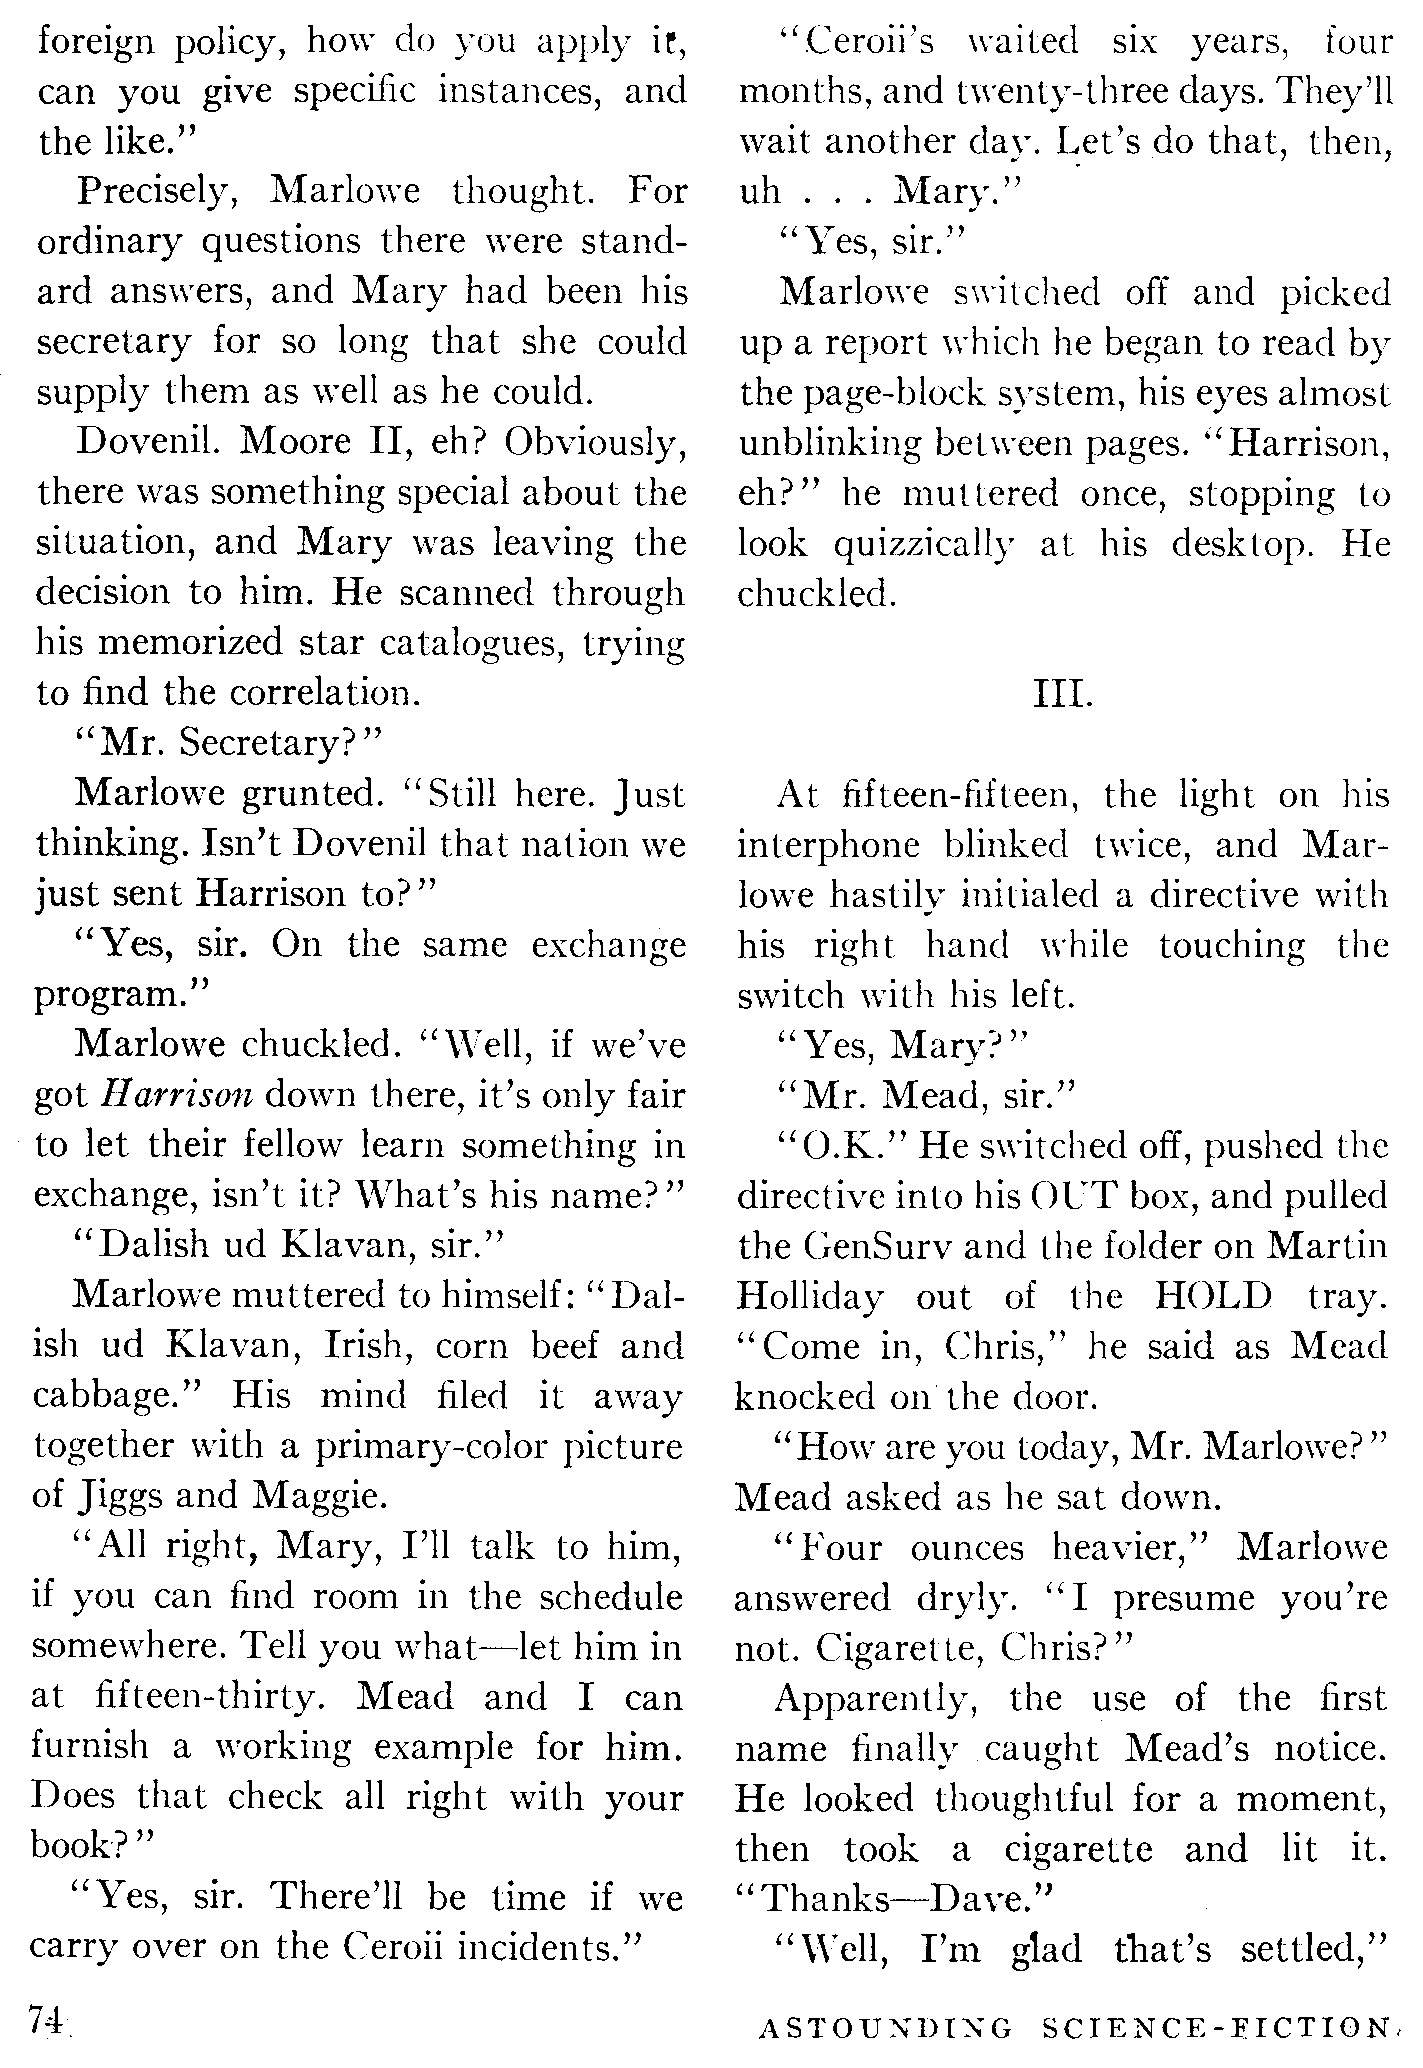 foreign policy, how do you apply it,
can you give specific instances, and
the like."
Precisely, Marlowe thought. For
ordinary questions there were stand-
ard answers, and Mary had been his
secretary for so long that she could
supply them as well as he could.
Dovenil. Moore II, eh? Obviously,
there was something special about the
situation, and Mary was leaving the
decision to him. He scanned through
his memorized star catalogues, trying
to find the correlation.
"Mr. Secretary?"
Marlowe grunted. "Still here. Just
thinking. Isn't Dovenil that nation we
just sent Harrison to?"
"Yes, sir. On the same exchange
program."
Marlowe chuckled. "Well, if we've
got Harrison down there, it's only fair
to let their fellow learn something in
exchange, isn't it? What's his name?"
"Dalish ud Klavan, sir."
Marlowe muttered to himself: "Dal-
ish ud Klavan, Irish, corn beef and
cabbage." His mind filed it away
together with a primary-color picture
of Jiggs and Maggie.
"All right, Mary, I'll talk to him,
if you can find room in the schedule
somewhere. Tell you what—let him in
at fifteen-thirty. Mead and I can
furnish a working example for him.
Does that check all right with your
book?"
"Yes, sir. There'll be time if we
carry over on the Ceroii incidents."
"Ceroii's waited six years, four
months, and twenty-three days. They'll
wait another day. Let's do that, then,
uh . . . Mary."
"Yes, sir."
Marlowe switched off and picked
up a report which he began to read by
the page-block system, his eyes almost
unblinking between pages. "Harrison,
eh?" he muttered once, stopping to
look quizzically at his desktop. He
chuckled.
III.
At fifteen-fifteen, the light on his
interphone blinked twice, and Mar-
lowe hastily initialed a directive with
his right hand while touching the
switch with his left.
"Yes, Mary?"
"Mr. Mead, sir."
"O.K." He switched off, pushed the
directive into his OUT box, and pulled
the GenSurv and the folder on Martin
Holliday out of the HOLD tray.
"Come in, Chris," he said as Mead
knocked on the door.
"How are you today, Mr. Marlowe?"
Mead asked as he sat down.
"Four ounces heavier," Marlowe
answered dryly. "I presume you're
not. Cigarette, Chris?"
Apparently, the use of the first
name finally caught Mead's notice.
He looked thoughtful for a moment,
then took a cigarette and lit it.
"Thanks—Dave."
"Well, I'm glad that's settled,"
74
ASTOUNDING SCIENCE-FICTION